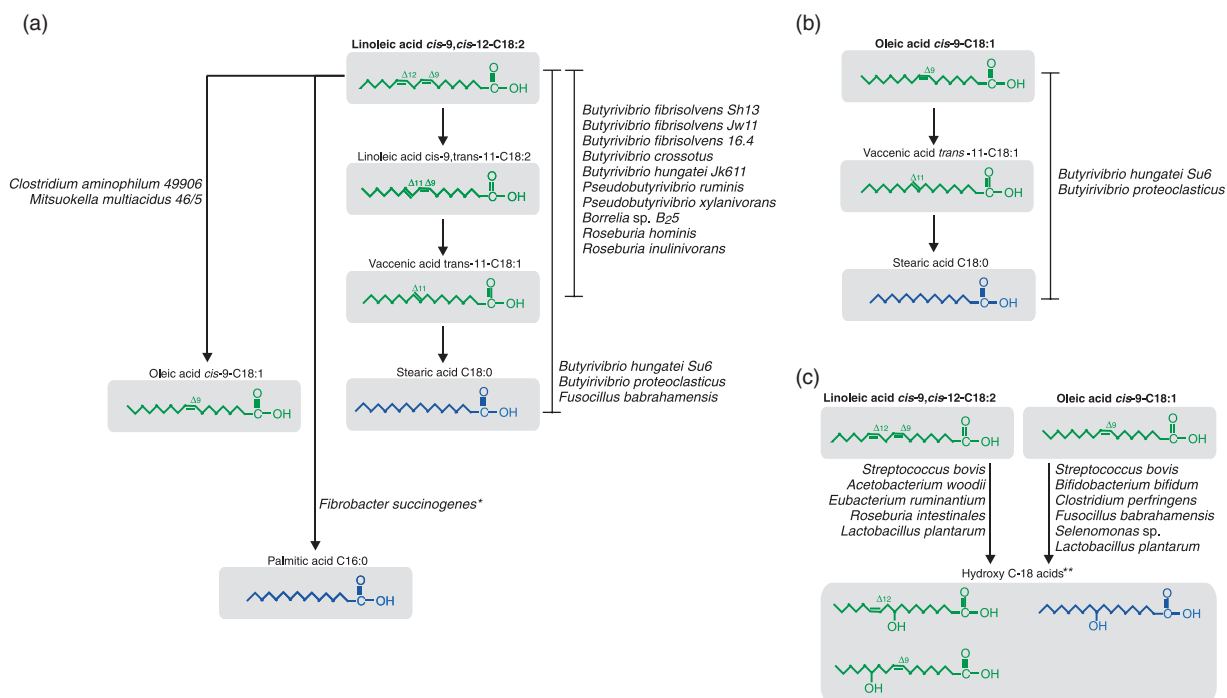 (a)
Linoleic acid cis-9,cis-12-C18:2
Δ12 Δ9
O
C
OH
Linoleic acid cis-9,trans-11-C18:2
Δ11 Δ9
O
C
OH
Vaccenic acid trans-11-C18:1
Δ11
O
C
OH
Stearic acid C18:0
O
C
OH
Clostridium aminophilum 49906
Mitsuokella multiacidus 46/5
Butyrivibrio fibrisolvens Sh13
Butyrivibrio fibrisolvens Jw11
Butyrivibrio fibrisolvens 16.4
Butyrivibrio crossotus
Butyrivibrio hungatei Jk611
Pseudobutyrivibrio ruminis
Pseudobutyrivibrio xylanivorans
Borrelia sp. B25
Roseburia hominis
Roseburia inulinivorans
Butyrivibrio hungatei Su6
Butyirivibrio proteoclasticus
Fusocillus babrahamensis
Oleic acid cis-9-C18:1
Δ9
O
C
OH
Fibrobacter succinogenes*
Palmitic acid C16:0
O
C
OH
(b)
Oleic acid cis-9-C18:1
Δ9
O
C
OH
Vaccenic acid trans -11-C18:1
Δ11
O
C
OH
Stearic acid C18:0
O
C
OH
Butyrivibrio hungatei Su6
Butyirivibrio proteoclasticus
(c)
Linoleic acid cis-9,cis-12-C18:2
Δ12 Δ9
O
C
OH
Oleic acid cis-9-C18:1
Δ9
O
C
OH
Streptococcus bovis
Acetobacterium woodii
Eubacterium ruminantium
Roseburia intestinales
Lactobacillus plantarum
Streptococcus bovis
Bifidobacterium bifidum
Clostridium perfringens
Fusocillus babrahamensis
Selenomonas sp.
Lactobacillus plantarum
Hydroxy C-18 acids**
Δ12
O
C
OH
OH
O
C
OH
OH
Δ9
O
C
OH
OH